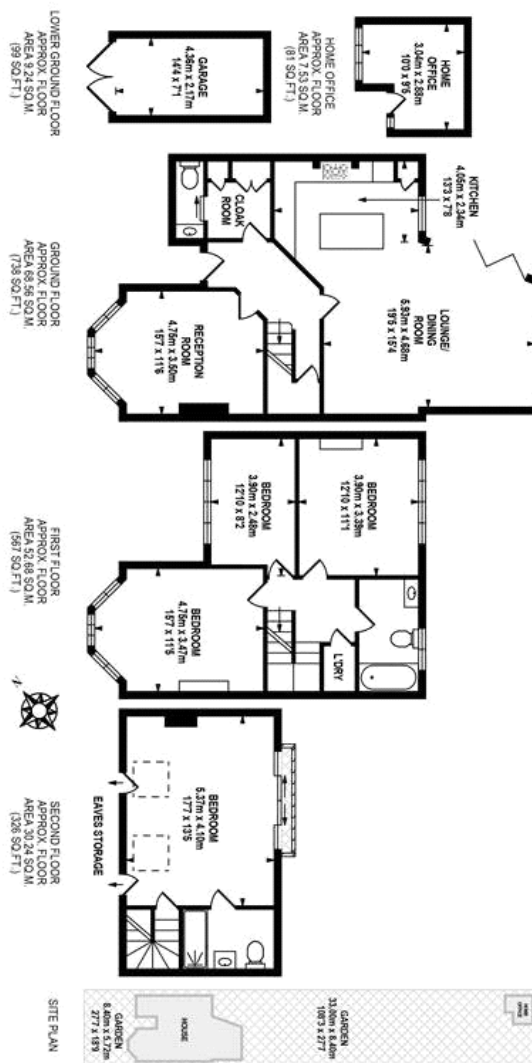 HOME OFFICE
APPROX. FLOOR
AREA 7.53 SQ.M.
(81 SQ.FT.)
HOME
OFFICE
3.04m x 2.88m
10'0 x 9'5
LOWER GROUND FLOOR
APPROX. FLOOR
AREA 9.24 SQ.M.
(99 SQ.FT.)
GARAGE
4.36m x 2.17m
14'4 x 7'1
KITCHEN
4.05m x 2.34m
13'3 x 7'8
LOUNGE/
DINING
ROOM
5.93m x 4.68m
19'5 x 15'4
CLOAK
ROOM
RECEPTION
ROOM
4.75m x 3.50m
15'7 x 11'6
GROUND FLOOR
APPROX. FLOOR
AREA 68.56 SQ.M.
(738 SQ.FT.)
BEDROOM
3.90m x 3.39m
12'10 x 11'1
BEDROOM
3.90m x 2.48m
12'10 x 8'2
L'DRY
BEDROOM
4.75m x 3.47m
15'7 x 11'5
FIRST FLOOR
APPROX. FLOOR
AREA 52.68 SQ.M.
(567 SQ.FT.)
BEDROOM
5.37m x 4.10m
17'7 x 13'5
EAVES STORAGE
SECOND FLOOR
APPROX. FLOOR
AREA 30.24 SQ.M.
(326 SQ.FT.)
HOME
OFFICE
GARDEN
33.00m x 8.40m
108'3 x 27'7
HOUSE
GARDEN
8.40m x 5.72m
27'7 x 18'9
SITE PLAN